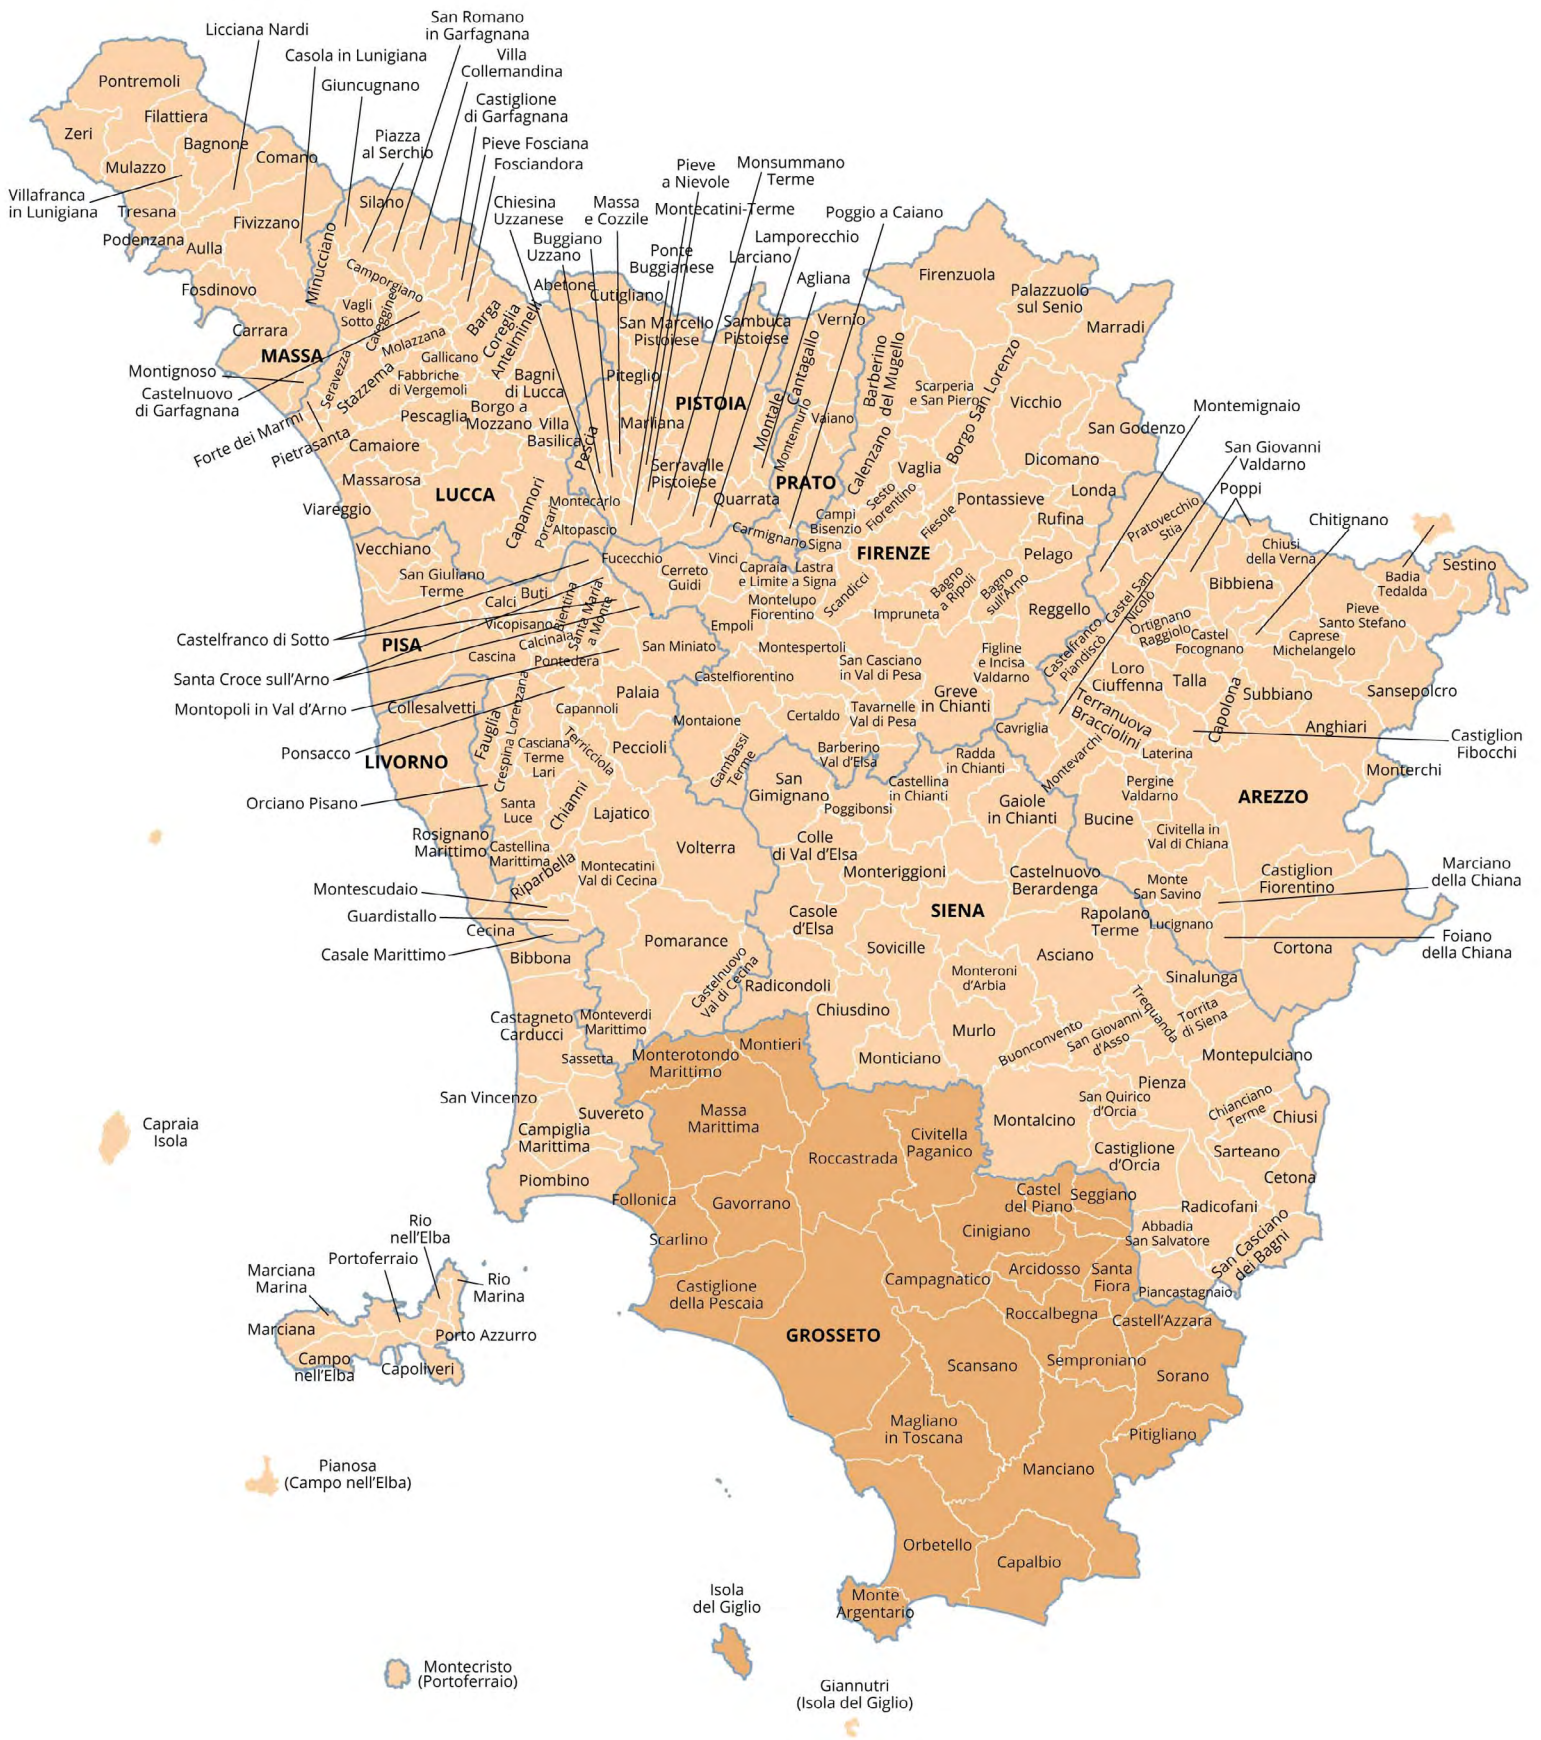 San Romano
in Garfagnana
Licciana Nardi
Casola in Lunigiana
Villa
Collemandina
Giuncugnano
Castiglione
di Garfagnana
Pontremoli
Filattiera
Zeri
Bagnone
Comano
Piazza
al Serchio
Pieve Fosciana
Fosciandora
Mulazzo
Villafranca
in Lunigiana
Tresana
Podenzana
Aulla
Fivizzano
Fosdinovo
Carrara
MASSA
Montignoso
Castelnuovo
di Garfagnana
Forte dei Marmi
Pietrasanta
Silano
Minucciano
Camporgiano
Vagli
Sotto
Careggine
Molazzana
Seravezza
Stazzema
Gallicano
Fabbriche
di Vergemoli
Barga
Coreglia
Antelminelli
Bagni
di Lucca
Pescaglia
Borgo a
Mozzano
Villa
Basilica
Camaiore
Massarosa
Viareggio
LUCCA
Capannori
Porcari
Montecarlo
Altopascio
Chiesina
Uzzanese
Massa
e Cozzile
Pieve
a Nievole
Monsummano
Terme
Montecatini-Terme
Poggio a Caiano
Buggiano
Uzzano
Ponte
Buggianese
Lamporecchio
Larciano
Agliana
Abetone
Cutigliano
San Marcello
Pistoiese
Sambuca
Pistoiese
Piteglio
PISTOIA
Marliana
Pescia
Serravalle
Pistoiese
Quarrata
Montale
Vernio
Cantagallo
Montemurlo
Vaiano
PRATO
Carmignano
Firenzuola
Palazzuolo
sul Senio
Marradi
Barberino
del Mugello
Scarperia
e San Piero
Borgo San Lorenzo
Vicchio
San Godenzo
Calenzano
Vaglia
Dicomano
Sesto
Fiorentino
Fiesole
Pontassieve
Londa
Rufina
Campi
Bisenzio
Signa
FIRENZE
Pelago
Fucecchio
Vinci
Cerreto
Guidi
Capraia
e Limite
Lastra
a Signa
Scandicci
Bagno
a Ripoli
Bagno
sull'Arno
Montelupo
Fiorentino
Impruneta
Reggello
Empoli
Montespertoli
Figline
e Incisa
Valdarno
San Casciano
in Val di Pesa
Castelfiorentino
Greve
in Chianti
Certaldo
Tavarnelle
Val di Pesa
Montaione
Gambassi
Terme
Barberino
Val d'Elsa
Montemignaio
San Giovanni
Valdarno
Poppi
Chitignano
Pratovecchio
Stia
Chiusi
della Verna
Bibbiena
Badia
Tedalda
Sestino
Castel San
Nicolò
Ortignano
Raggiolo
Castel
Focognano
Pieve
Santo Stefano
Caprese
Michelangelo
Castelfranco
Piandiscò
Loro
Ciuffenna
Talla
Capolona
Subbiano
Sansepolcro
Anghiari
Terranuova
Bracciolini
Castiglion
Fibocchi
Cavriglia
Montevarchi
Laterina
Monterchi
Pergine
Valdarno
AREZZO
Bucine
Civitella in
Val di Chiana
Monte
San Savino
Castiglion
Fiorentino
Marciano
della Chiana
Lucignano
Foiano
della Chiana
Cortona
Vecchiano
San Giuliano
Terme
Calci
Buti
Bientina
Santa Maria
a Monte
Vicopisano
Calcinaia
PISA
Cascina
Pontedera
San Miniato
Castelfranco di Sotto
Santa Croce sull'Arno
Montopoli in Val d'Arno
Ponsacco
Orciano Pisano
Palaia
Capannoli
Fauglia
Crespina Lorenzana
Casciana
Terme
Lari
Terricciola
Peccioli
Santa
Luce
Chianni
Lajatico
Castellina
Marittima
Riparbella
Montecatini
Val di Cecina
Volterra
Montescudaio
Guardistallo
Casale Marittimo
Pomarance
Castelnuovo
Val di Cecina
Monteverdi
Marittimo
Collesalvetti
LIVORNO
Rosignano
Marittimo
Cecina
Bibbona
Castagneto
Carducci
Sassetta
San Vincenzo
Suvereto
Campiglia
Marittima
Piombino
Capraia
Isola
Rio
nell'Elba
Portoferraio
Marciana
Marina
Rio
Marina
Marciana
Porto Azzurro
Campo
nell'Elba
Capoliveri
Pianosa
(Campo nell'Elba)
Montecristo
(Portoferraio)
San
Gimignano
Poggibonsi
Castellina
in Chianti
Radda
in Chianti
Gaiole
in Chianti
Colle
di Val d'Elsa
Monteriggioni
Castelnuovo
Berardenga
SIENA
Casole
d'Elsa
Sovicille
Rapolano
Terme
Asciano
Monteroni
d'Arbia
Sinalunga
Radicondoli
Chiusdino
Trequanda
Torrita
di Siena
Murlo
Buonconvento
San Giovanni
d'Asso
Monticiano
Montepulciano
Pienza
San Quirico
d'Orcia
Chianciano
Terme
Chiusi
Montalcino
Castiglione
d'Orcia
Sarteano
Cetona
Radicofani
Abbadia
San Salvatore
San Casciano
dei Bagni
Piancastagnaio
Montieri
Monterotondo
Marittimo
Massa
Marittima
Civitella
Paganico
Roccastrada
Follonica
Gavorrano
Castel
del Piano
Seggiano
Scarlino
Cinigiano
Castiglione
della Pescaia
Campagnatico
Arcidosso
Santa
Fiora
GROSSETO
Roccalbegna
Castell'Azzara
Scansano
Semproniano
Sorano
Magliano
in Toscana
Pitigliano
Manciano
Orbetello
Capalbio
Monte
Argentario
Isola
del Giglio
Giannutri
(Isola del Giglio)